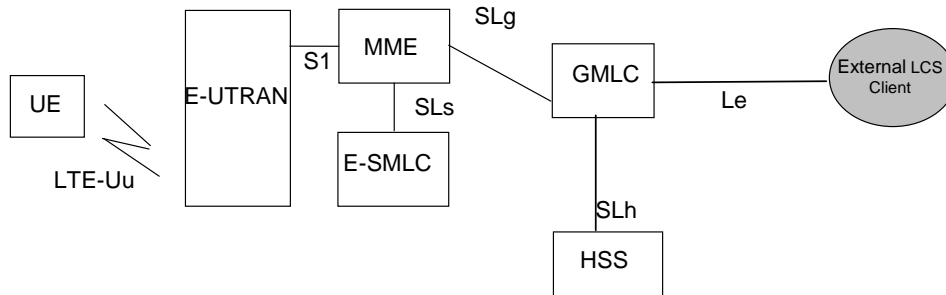 SLg
MME
S1
GMLC
External LCS
Client
E-UTRAN
UE
SLs
Le
E-SMLC
LTE-Uu
SLh
HSS